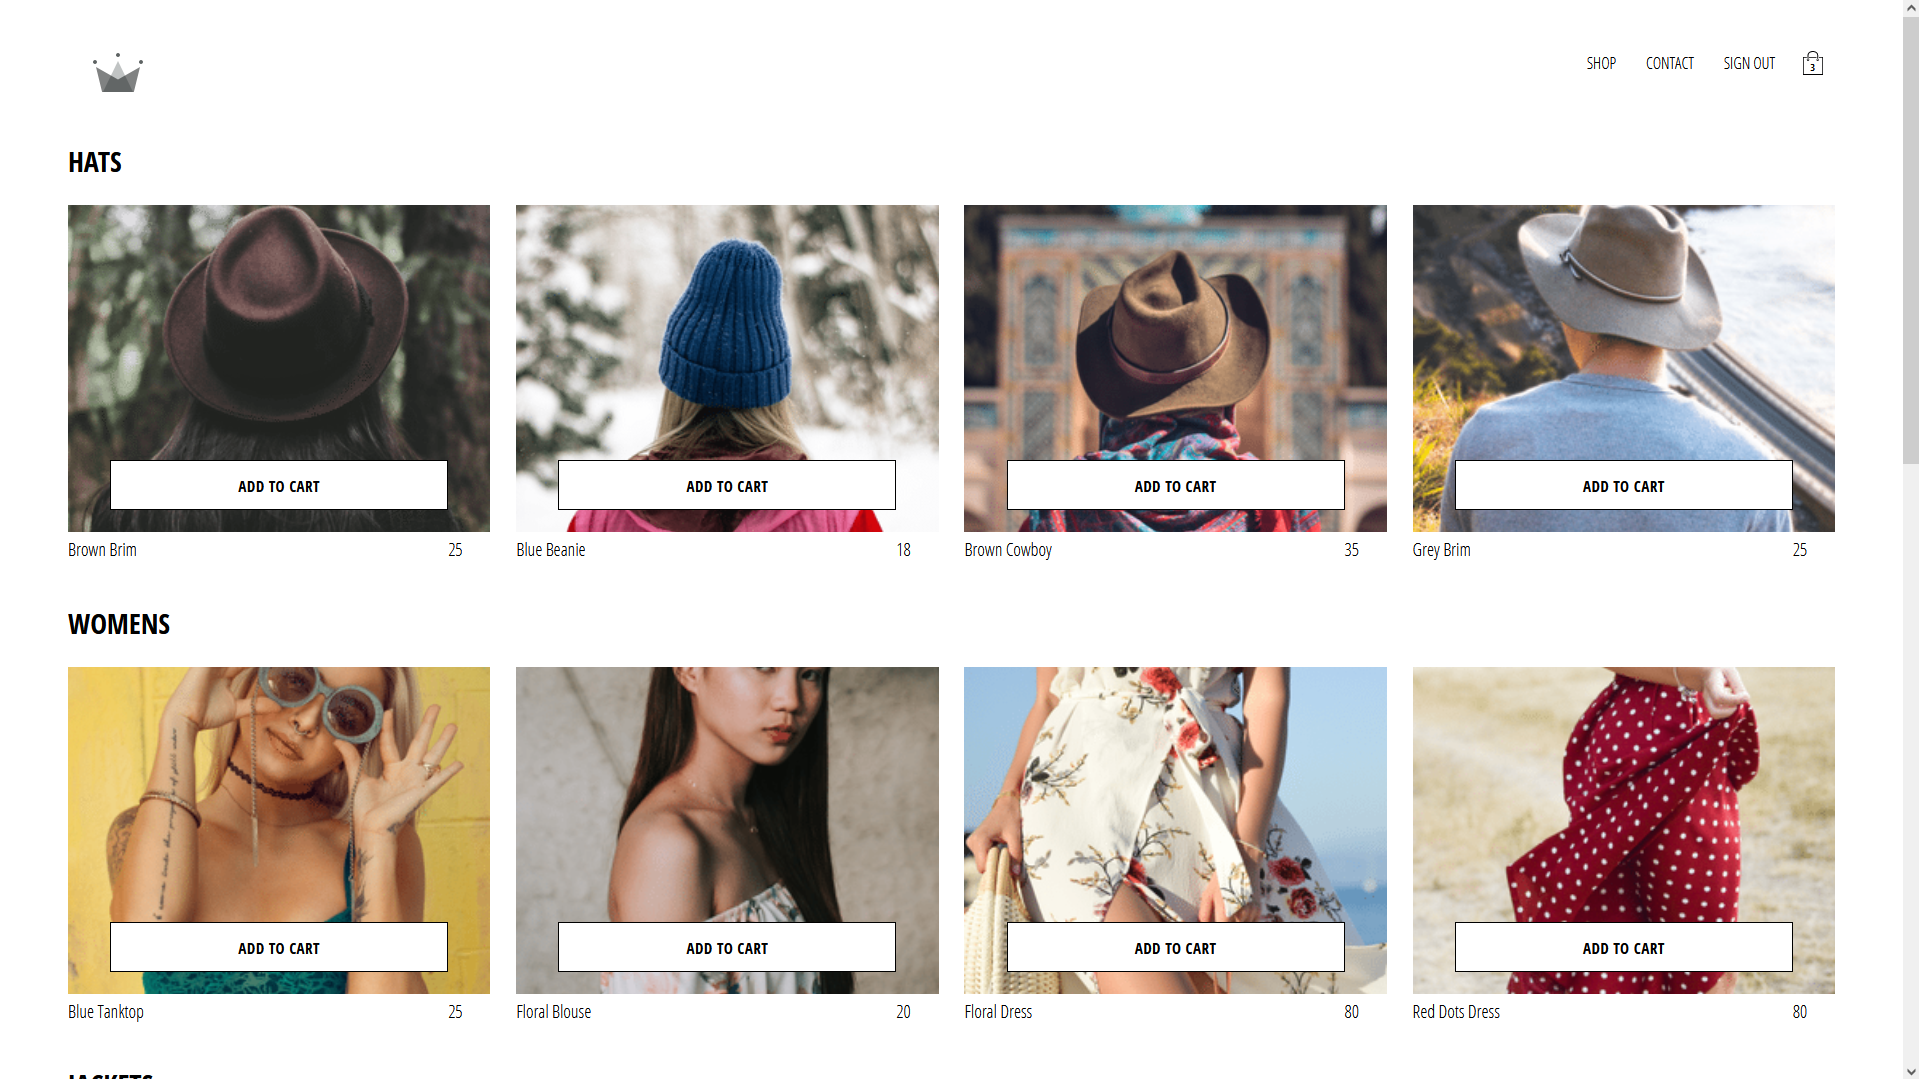 SHOP CONTACT SIGN OUT 3
HATS
ADD TO CART ADD TO CART ADD TO CART ADD TO CART
Brown Brim 25 Blue Beanie 18 Brown Cowboy 35 Grey Brim 25
WOMENS
ADD TO CART ADD TO CART ADD TO CART ADD TO CART
Blue Tanktop 25 Floral Blouse 20 Floral Dress 80 Red Dots Dress 80
JACKETS